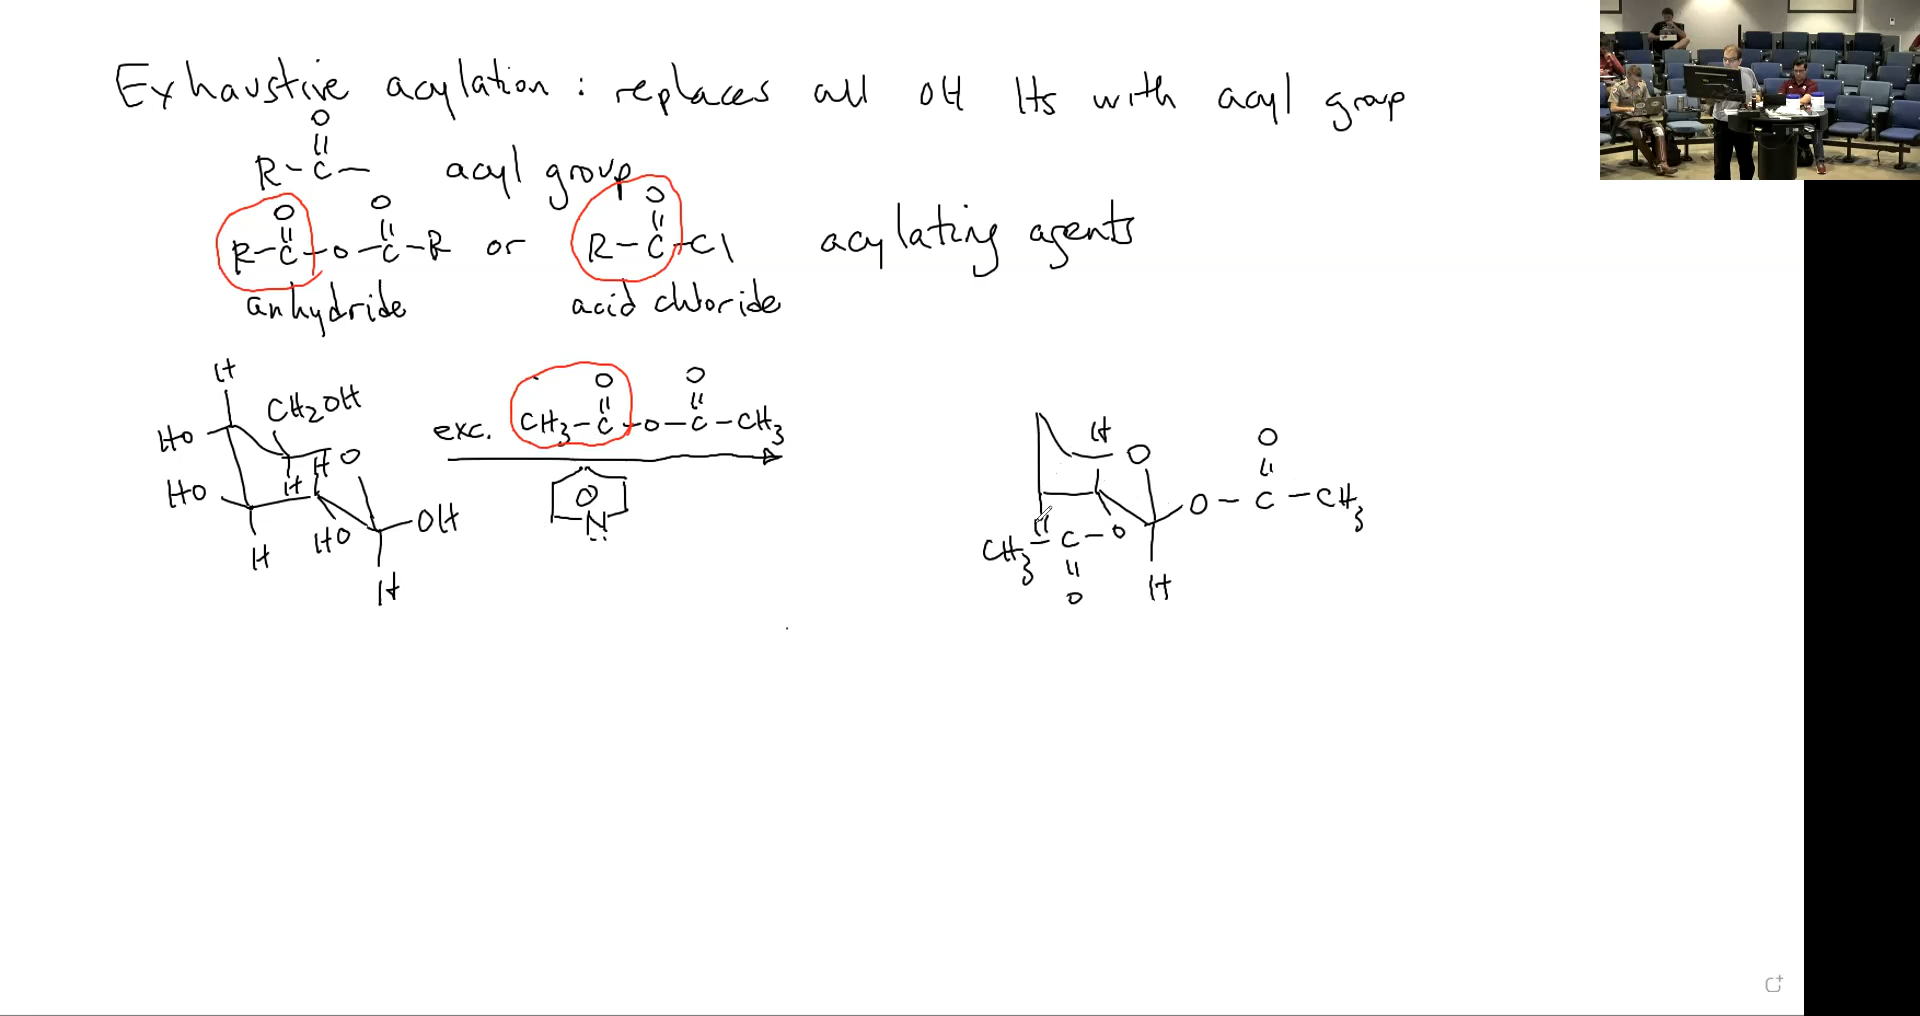 Exhaustive acylation : replaces all OH Hs with acyl group
O
R-C- acyl group
O O O
R-C-O-C-R or R-C-Cl acylating agents
anhydride acid chloride
H
CH2OH O O
HO exc. CH3-C-O-C-CH3
H O H O O
HO H O-C-CH3
OH O
HO N CH3-C-O
H
H O H